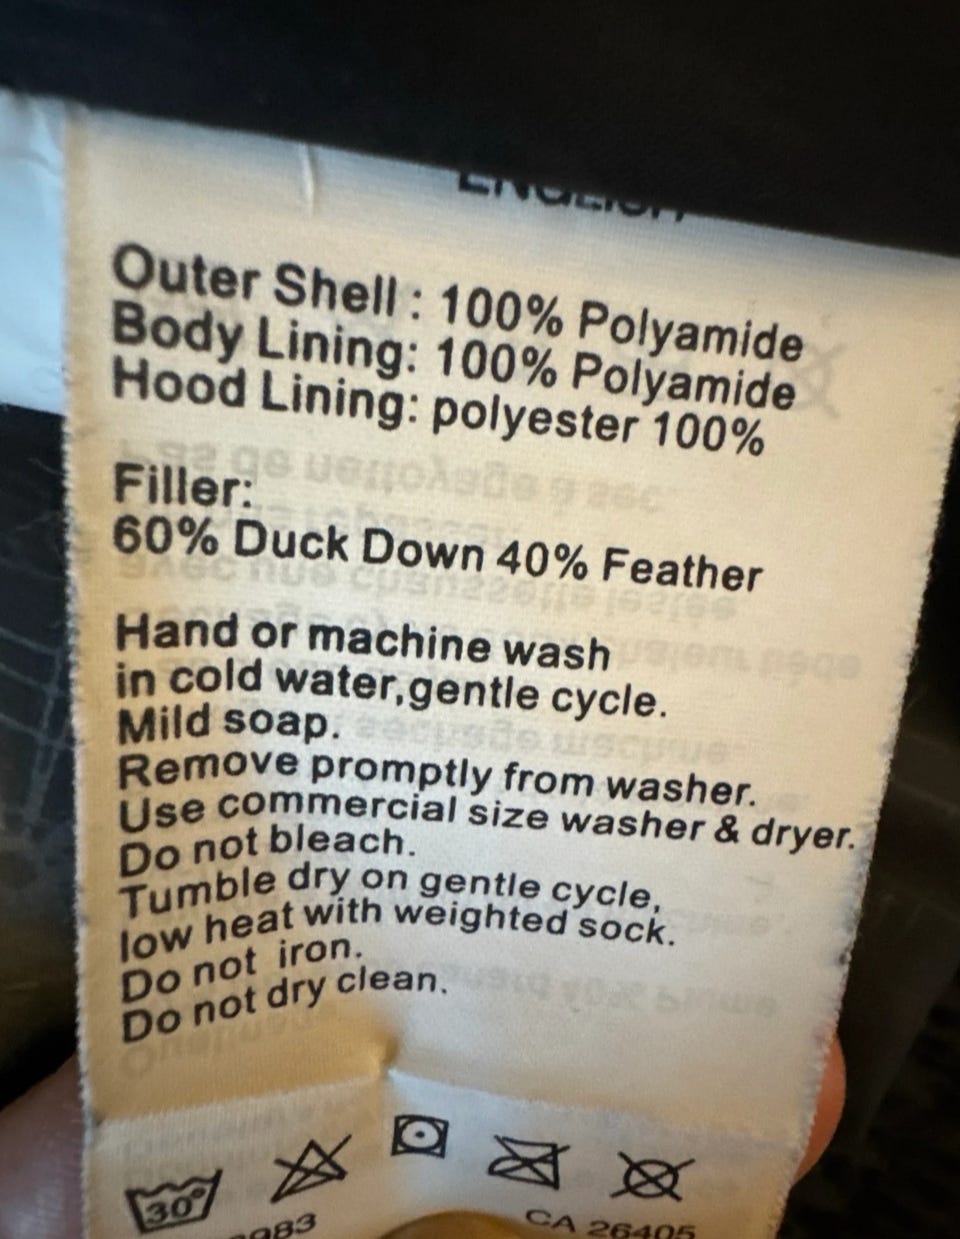 ENGLISH
Outer Shell : 100% Polyamide
Body Lining: 100% Polyamide
Hood Lining: polyester 100%
Filler:
60% Duck Down 40% Feather
Hand or machine wash
in cold water,gentle cycle.
Mild soap.
Remove promptly from washer.
Use commercial size washer & dryer.
Do not bleach.
Tumble dry on gentle cycle,
low heat with weighted sock.
Do not iron.
Do not dry clean.
30°
CA 26405